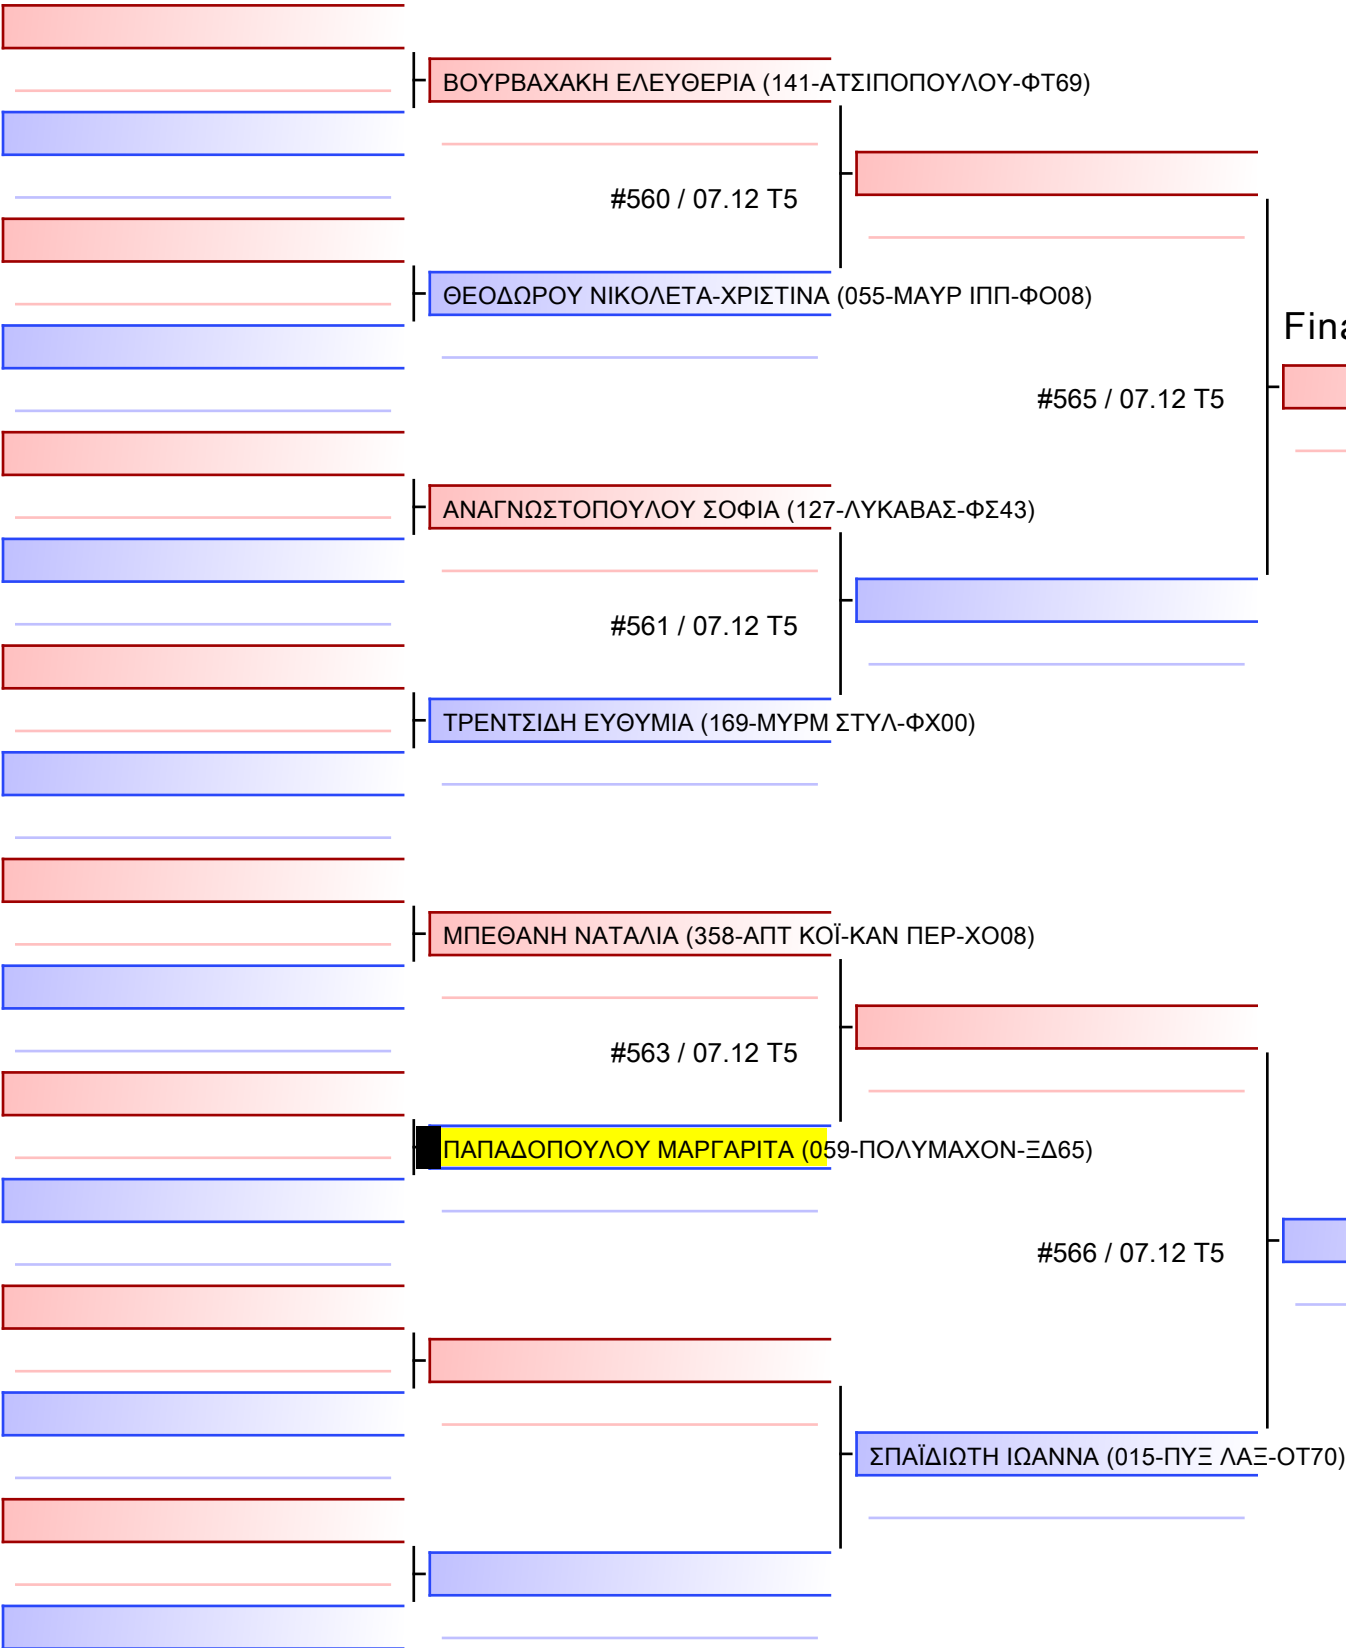 ΒΟΥΡΒΑΧΑΚΗ ΕΛΕΥΘΕΡΙΑ (141-ΑΤΣΙΠΟΠΟΥΛΟΥ-ΦΤ69)
#560 / 07.12 T5
ΘΕΟΔΩΡΟΥ ΝΙΚΟΛΕΤΑ-ΧΡΙΣΤΙΝΑ (055-ΜΑΥΡ ΙΠΠ-ΦΟ08)
Fina
#565 / 07.12 T5
ΑΝΑΓΝΩΣΤΟΠΟΥΛΟΥ ΣΟΦΙΑ (127-ΛΥΚΑΒΑΣ-ΦΣ43)
#561 / 07.12 T5
ΤΡΕΝΤΣΙΔΗ ΕΥΘΥΜΙΑ (169-ΜΥΡΜ ΣΤΥΛ-ΦΧ00)
ΜΠΕΘΑΝΗ ΝΑΤΑΛΙΑ (358-ΑΠΤ ΚΟΪ-ΚΑΝ ΠΕΡ-ΧΟ08)
#563 / 07.12 T5
ΠΑΠΑΔΟΠΟΥΛΟΥ ΜΑΡΓΑΡΙΤΑ (059-ΠΟΛΥΜΑΧΟΝ-ΞΔ65)
#566 / 07.12 T5
ΣΠΑΪΔΙΩΤΗ ΙΩΑΝΝΑ (015-ΠΥΞ ΛΑΞ-ΟΤ70)